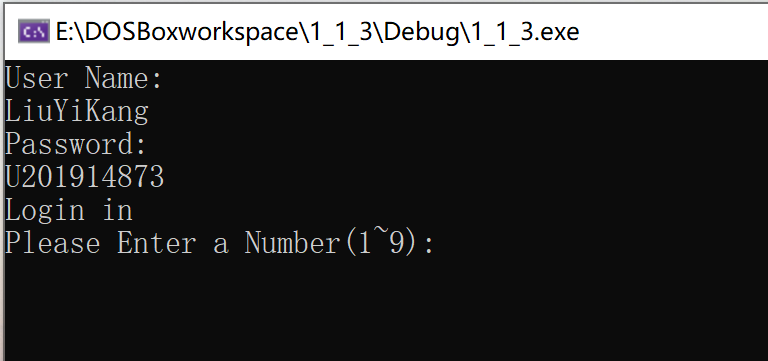 E:\DOSBoxworkspace\1_1_3\Debug\1_1_3.exe
User Name:
LiuYiKang
Password:
U201914873
Login in
Please Enter a Number(1~9):